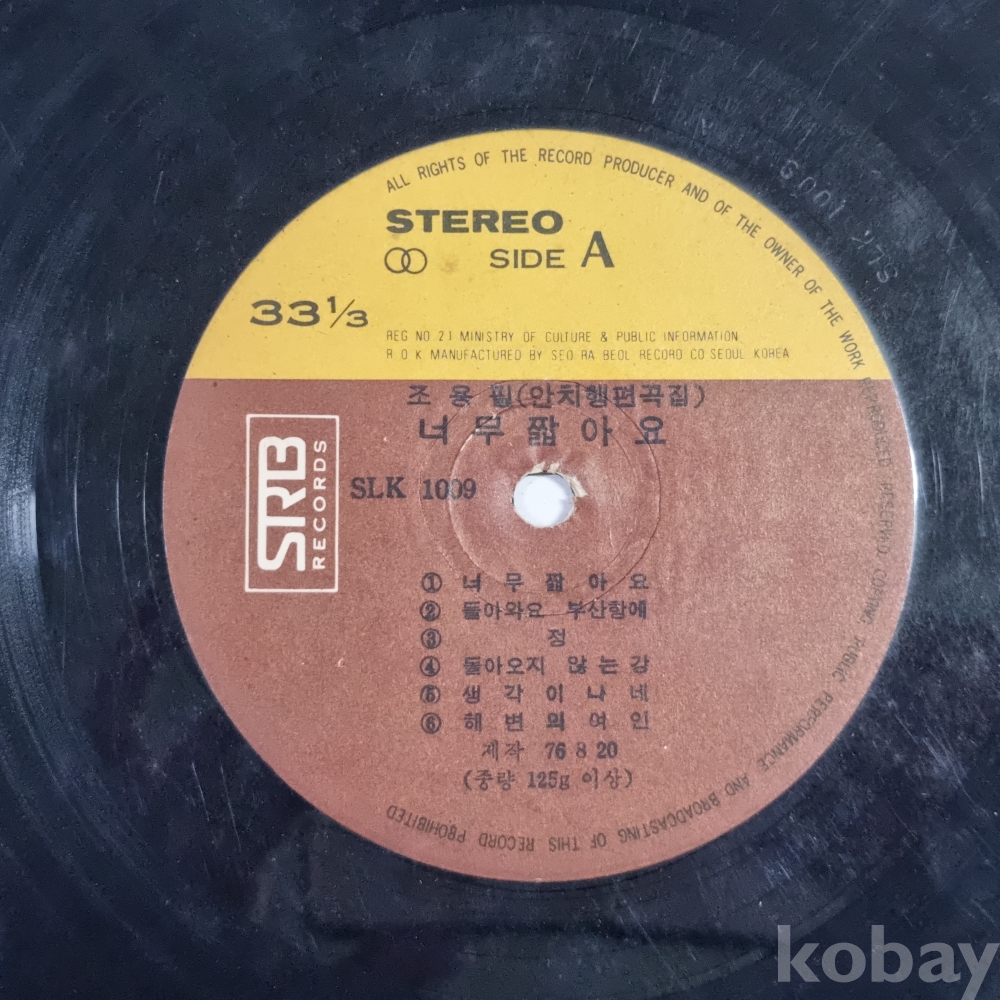 ALL RIGHTS OF THE RECORD PRODUCER AND OF THE OWNER OF THE WORK REPRODUCED RESERVED COPYING PUBLIC PERFORMANCE AND BROADCASTING OF THIS RECORD PROHIBITED
STEREO
SIDE A
33⅓
REG NO 21 MINISTRY OF CULTURE & PUBLIC INFORMATION
R O K MANUFACTURED BY SEO RA BEOL RECORD CO SEOUL KOREA
조 용 필(안치행편곡집)
너 무 짧 아 요
SRB
RECORDS
SLK 1009
① 너 무 짧 아 요
② 돌아와요 부산항에
③ 정
④ 돌아오지 않 는 강
⑤ 생 각 이 나 네
⑥ 해 변 의 여 인
제작 76 8 20
(중량 125g 이상)
kobay